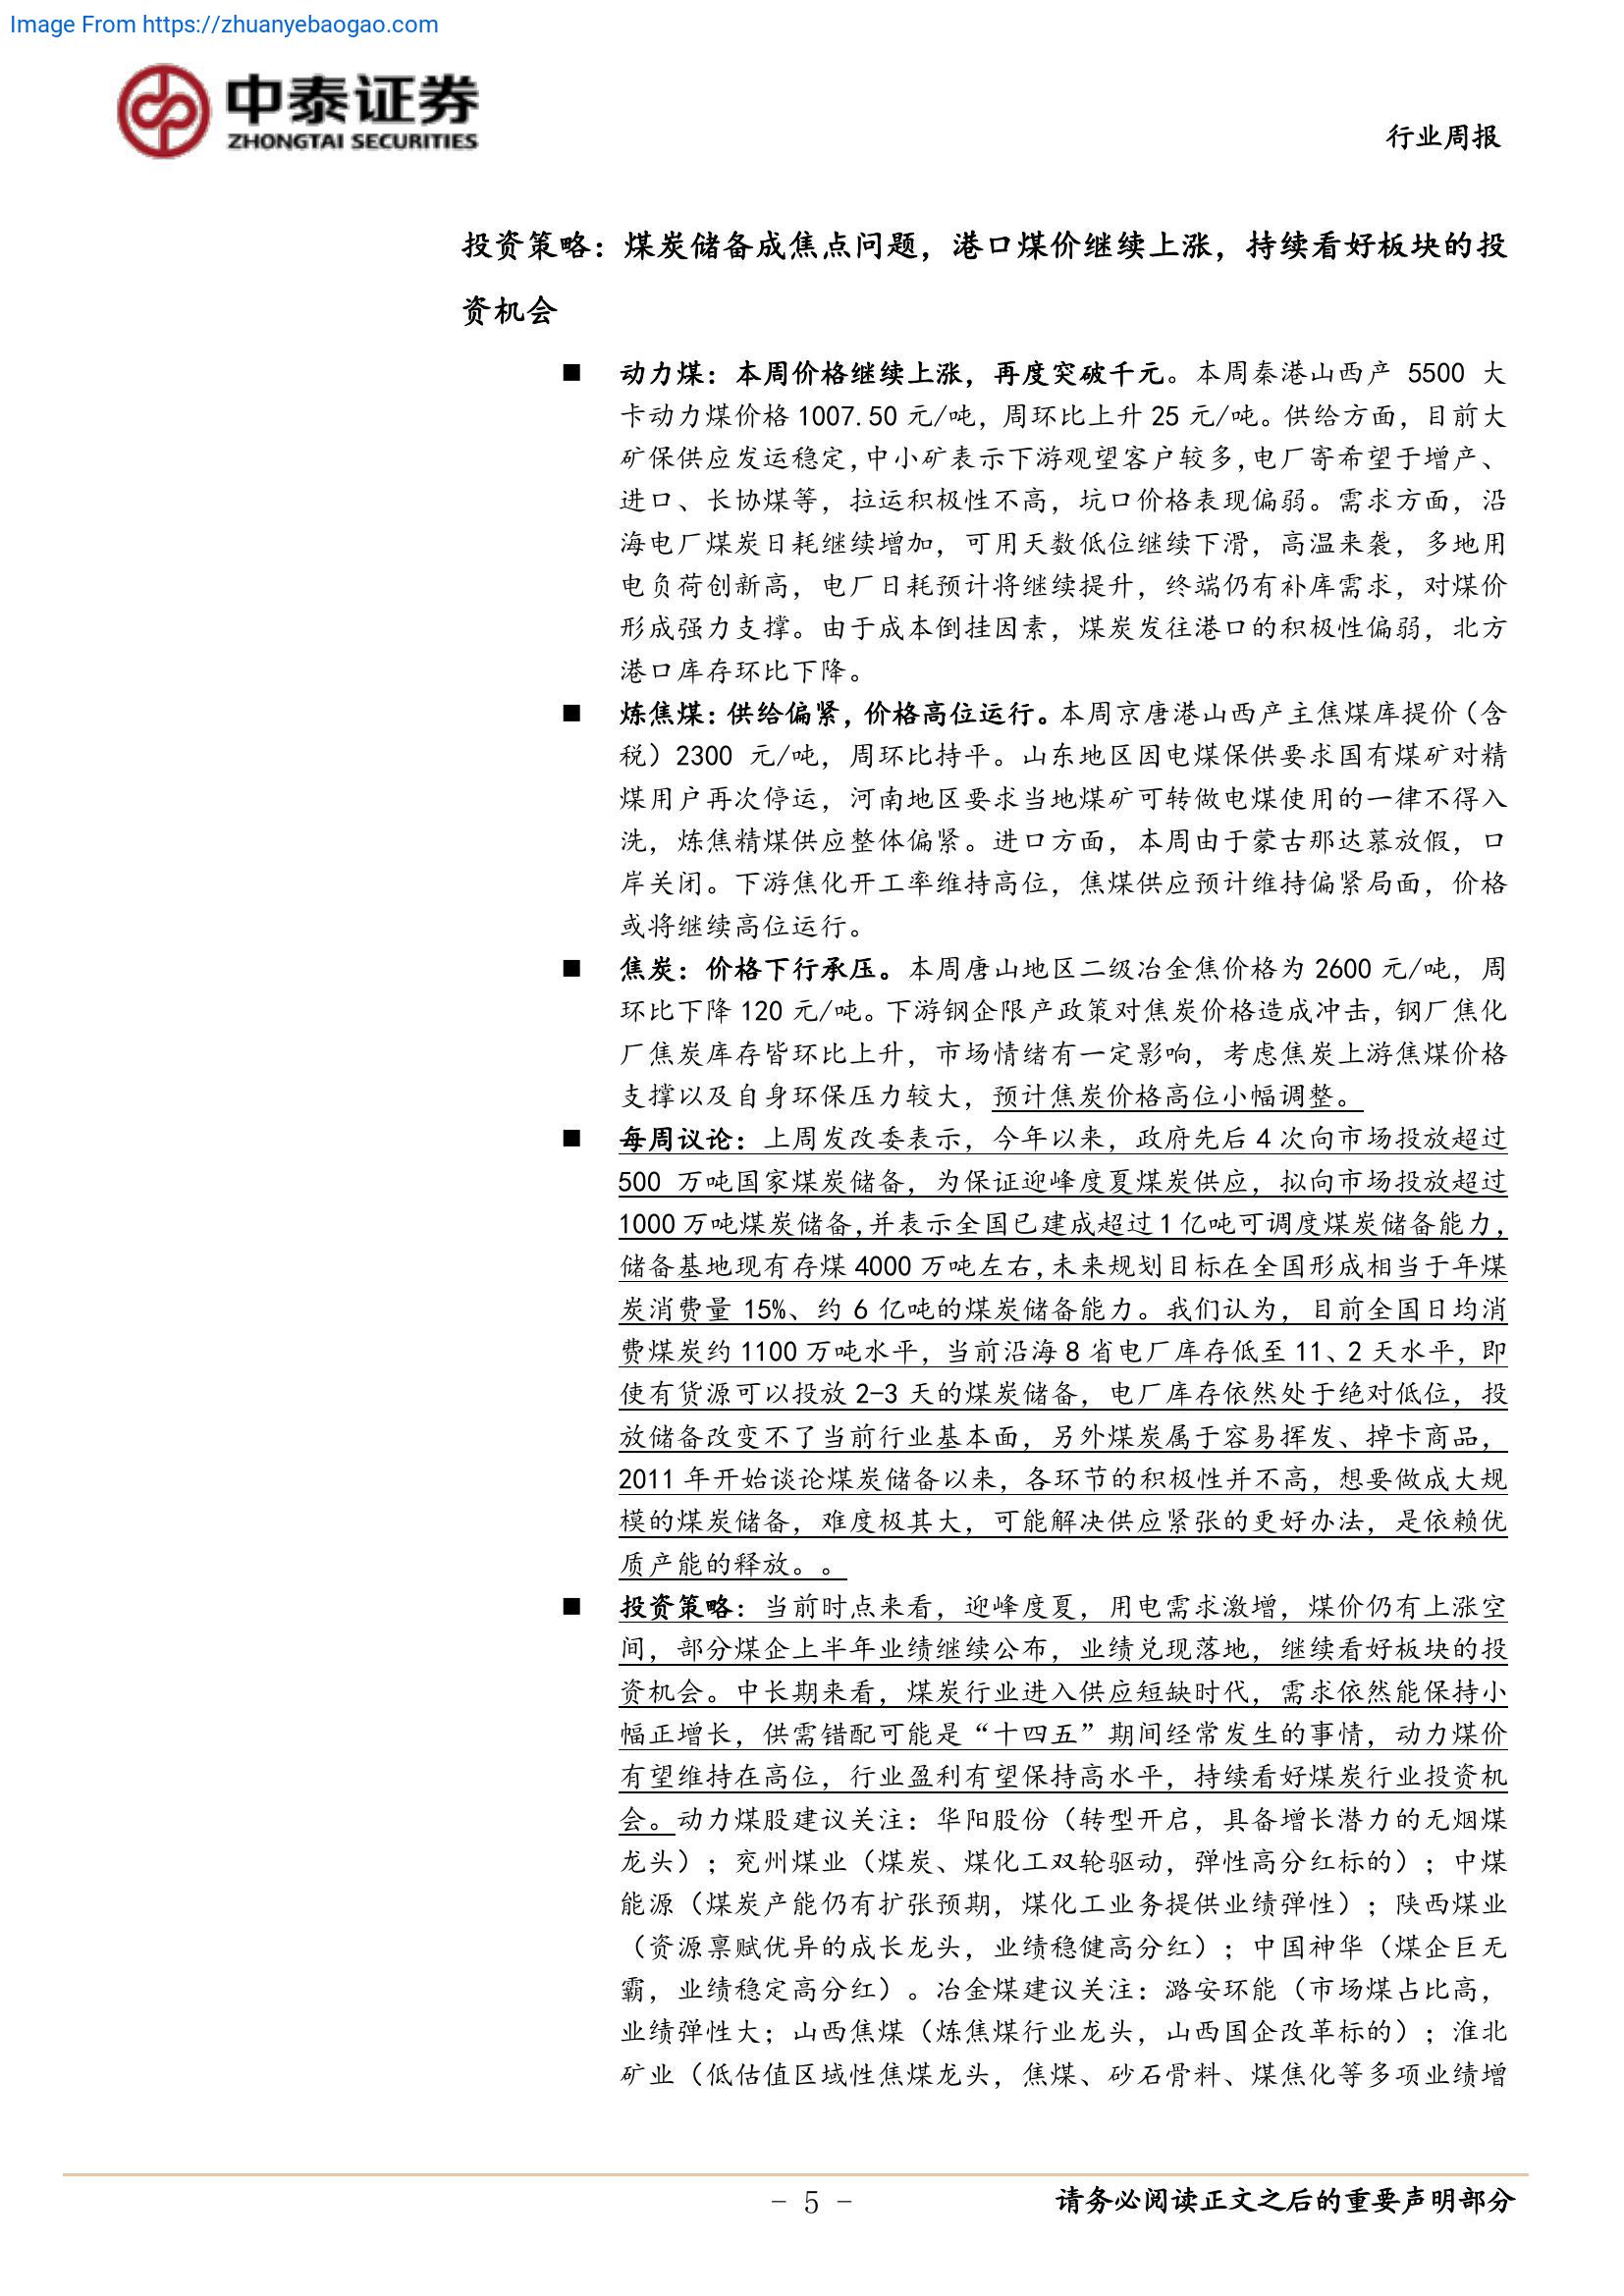 Image From https://zhuanyebaogao.com
中泰证券
ZHONGTAI SECURITIES
行业周报
投资策略：煤炭储备成焦点问题，港口煤价继续上涨，持续看好板块的投
资机会
■ 动力煤：本周价格继续上涨，再度突破千元。本周秦港山西产 5500 大
卡动力煤价格 1007.50 元/吨，周环比上升 25 元/吨。供给方面，目前大
矿保供应发运稳定,中小矿表示下游观望客户较多,电厂寄希望于增产、
进口、长协煤等，拉运积极性不高，坑口价格表现偏弱。需求方面，沿
海电厂煤炭日耗继续增加，可用天数低位继续下滑，高温来袭，多地用
电负荷创新高，电厂日耗预计将继续提升，终端仍有补库需求，对煤价
形成强力支撑。由于成本倒挂因素，煤炭发往港口的积极性偏弱，北方
港口库存环比下降。
■ 炼焦煤：供给偏紧，价格高位运行。本周京唐港山西产主焦煤库提价（含
税）2300 元/吨，周环比持平。山东地区因电煤保供要求国有煤矿对精
煤用户再次停运，河南地区要求当地煤矿可转做电煤使用的一律不得入
洗，炼焦精煤供应整体偏紧。进口方面，本周由于蒙古那达慕放假，口
岸关闭。下游焦化开工率维持高位，焦煤供应预计维持偏紧局面，价格
或将继续高位运行。
■ 焦炭：价格下行承压。本周唐山地区二级冶金焦价格为 2600 元/吨，周
环比下降 120 元/吨。下游钢企限产政策对焦炭价格造成冲击，钢厂焦化
厂焦炭库存皆环比上升，市场情绪有一定影响，考虑焦炭上游焦煤价格
支撑以及自身环保压力较大，预计焦炭价格高位小幅调整。
■ 每周议论：上周发改委表示，今年以来，政府先后 4 次向市场投放超过
500 万吨国家煤炭储备，为保证迎峰度夏煤炭供应，拟向市场投放超过
1000 万吨煤炭储备,并表示全国已建成超过 1 亿吨可调度煤炭储备能力，
储备基地现有存煤 4000 万吨左右,未来规划目标在全国形成相当于年煤
炭消费量 15%、约 6 亿吨的煤炭储备能力。我们认为，目前全国日均消
费煤炭约 1100 万吨水平，当前沿海 8 省电厂库存低至 11、2 天水平，即
使有货源可以投放 2-3 天的煤炭储备，电厂库存依然处于绝对低位，投
放储备改变不了当前行业基本面，另外煤炭属于容易挥发、掉卡商品，
2011 年开始谈论煤炭储备以来，各环节的积极性并不高，想要做成大规
模的煤炭储备，难度极其大，可能解决供应紧张的更好办法，是依赖优
质产能的释放。。
■ 投资策略：当前时点来看，迎峰度夏，用电需求激增，煤价仍有上涨空
间，部分煤企上半年业绩继续公布，业绩兑现落地，继续看好板块的投
资机会。中长期来看，煤炭行业进入供应短缺时代，需求依然能保持小
幅正增长，供需错配可能是“十四五”期间经常发生的事情，动力煤价
有望维持在高位，行业盈利有望保持高水平，持续看好煤炭行业投资机
会。动力煤股建议关注：华阳股份（转型开启，具备增长潜力的无烟煤
龙头）；兖州煤业（煤炭、煤化工双轮驱动，弹性高分红标的）；中煤
能源（煤炭产能仍有扩张预期，煤化工业务提供业绩弹性）；陕西煤业
（资源禀赋优异的成长龙头，业绩稳健高分红）；中国神华（煤企巨无
霸，业绩稳定高分红）。冶金煤建议关注：潞安环能（市场煤占比高，
业绩弹性大；山西焦煤（炼焦煤行业龙头，山西国企改革标的）；淮北
矿业（低估值区域性焦煤龙头，焦煤、砂石骨料、煤焦化等多项业绩增
- 5 -
请务必阅读正文之后的重要声明部分